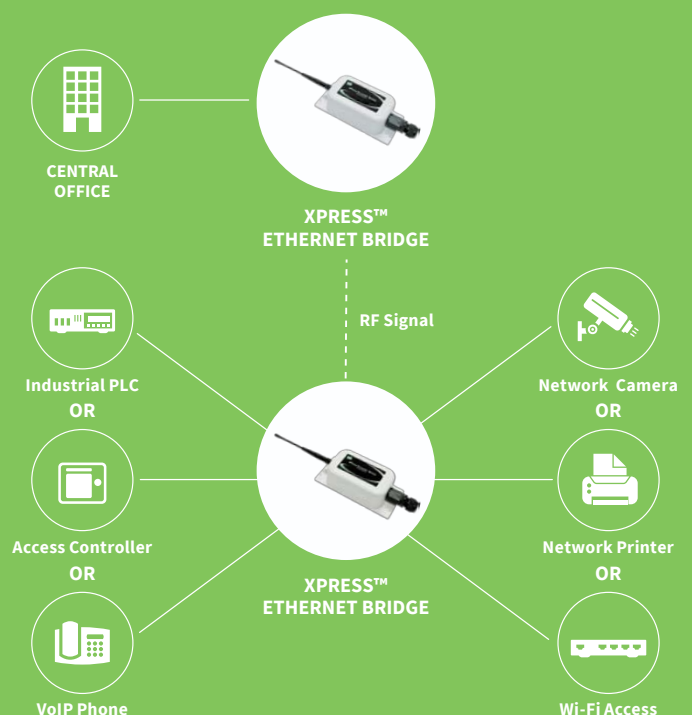 CENTRAL
OFFICE
XPRESS™
ETHERNET BRIDGE
RF Signal
Industrial PLC
OR
Access Controller
OR
VoIP Phone
Network Camera
OR
Network Printer
OR
Wi-Fi Access
XPRESS™
ETHERNET BRIDGE